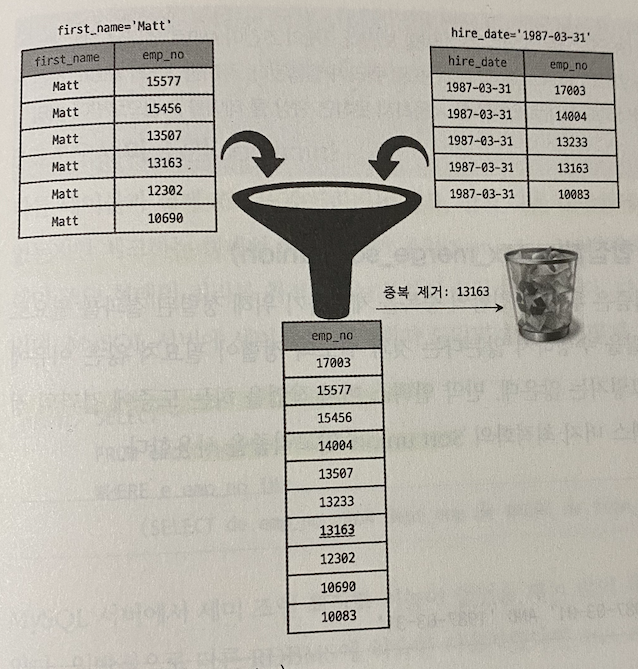 first_name='Matt'
first_name emp_no
Matt 15577
Matt 15456
Matt 13507
Matt 13163
Matt 12302
Matt 10690
hire_date='1987-03-31'
hire_date emp_no
1987-03-31 17003
1987-03-31 14004
1987-03-31 13233
1987-03-31 13163
1987-03-31 10083
중복 제거: 13163
emp_no
17003
15577
15456
14004
13507
13233
13163
12302
10690
10083